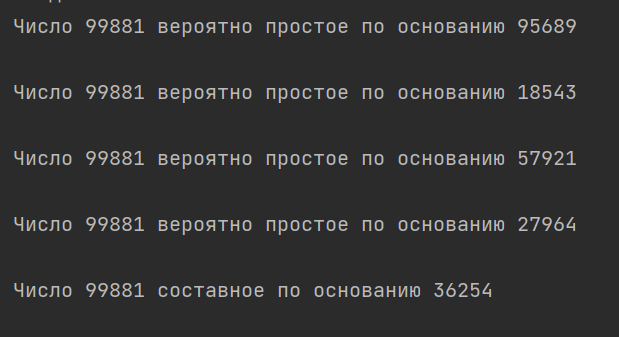 Число 99881 вероятно простое по основанию 95689
Число 99881 вероятно простое по основанию 18543
Число 99881 вероятно простое по основанию 57921
Число 99881 вероятно простое по основанию 27964
Число 99881 составное по основанию 36254